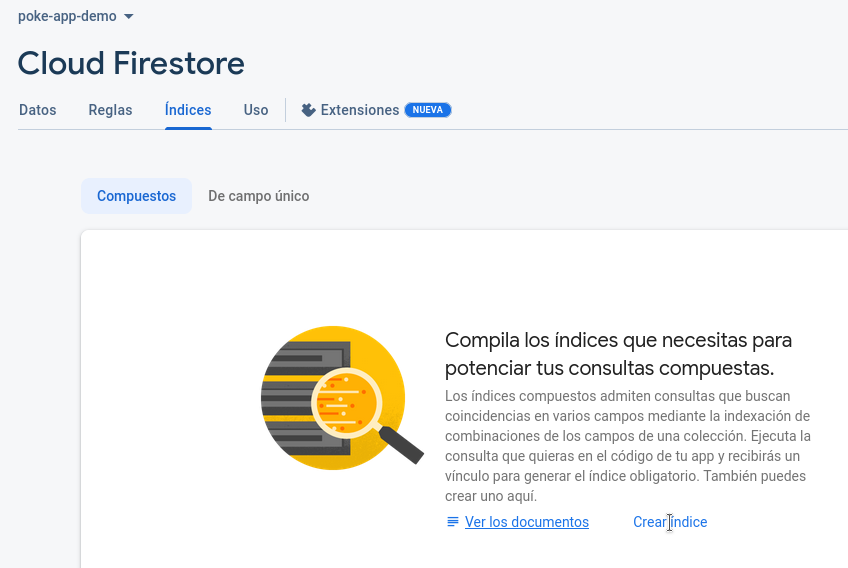 poke-app-demo
Cloud Firestore
Datos Reglas Índices Uso Extensiones NUEVA
Compuestos De campo único
Compila los índices que necesitas para
potenciar tus consultas compuestas.
Los índices compuestos admiten consultas que buscan
coincidencias en varios campos mediante la indexación de
combinaciones de los campos de una colección. Ejecuta la
consulta que quieras en el código de tu app y recibirás un
vínculo para generar el índice obligatorio. También puedes
crear uno aquí.
Ver los documentos Crear índice